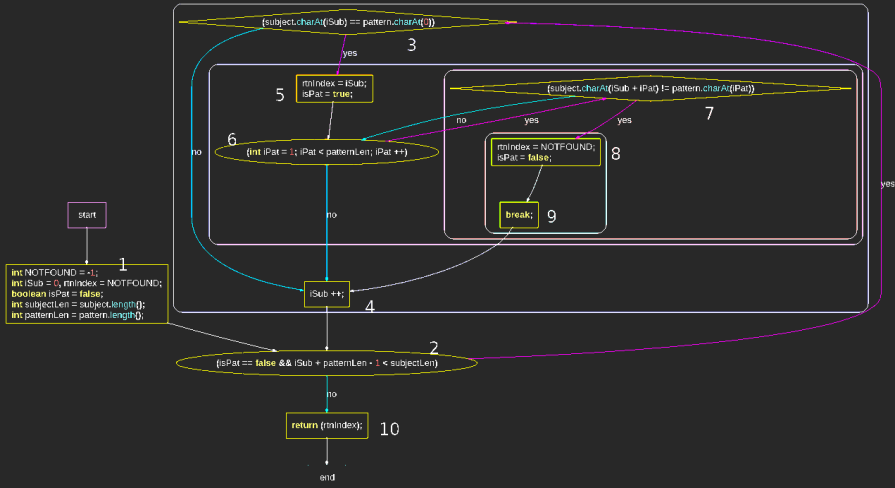 (subject.charAt(iSub) == pattern.charAt(0))
3
yes
5
rtnIndex = iSub;
isPat = true;
(subject.charAt(iSub + iPat) != pattern.charAt(iPat))
7
no
yes
yes
6
(int iPat = 1; iPat < patternLen; iPat ++)
rtnIndex = NOTFOUND;
isPat = false;
8
no
yes
break;
9
start
no
1
int NOTFOUND = -1;
int iSub = 0, rtnIndex = NOTFOUND;
boolean isPat = false;
int subjectLen = subject.length();
int patternLen = pattern.length();
iSub ++;
4
2
(isPat == false && iSub + patternLen - 1 < subjectLen)
no
return (rtnIndex);
10
end